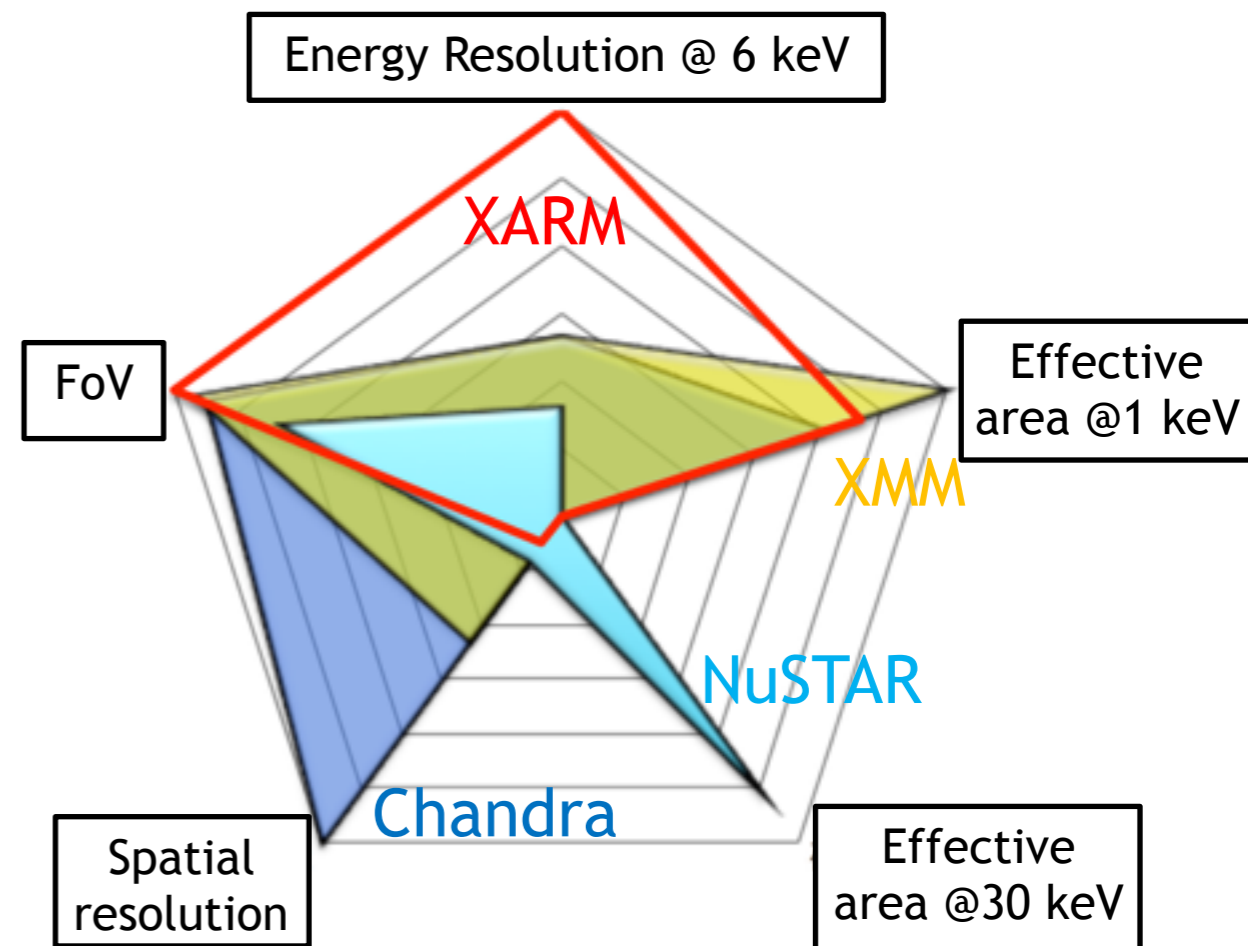 Energy Resolution @ 6 keV
XARM
FoV
Effective
area @1 keV
XMM
NuSTAR
Chandra
Spatial
resolution
Effective
area @30 keV